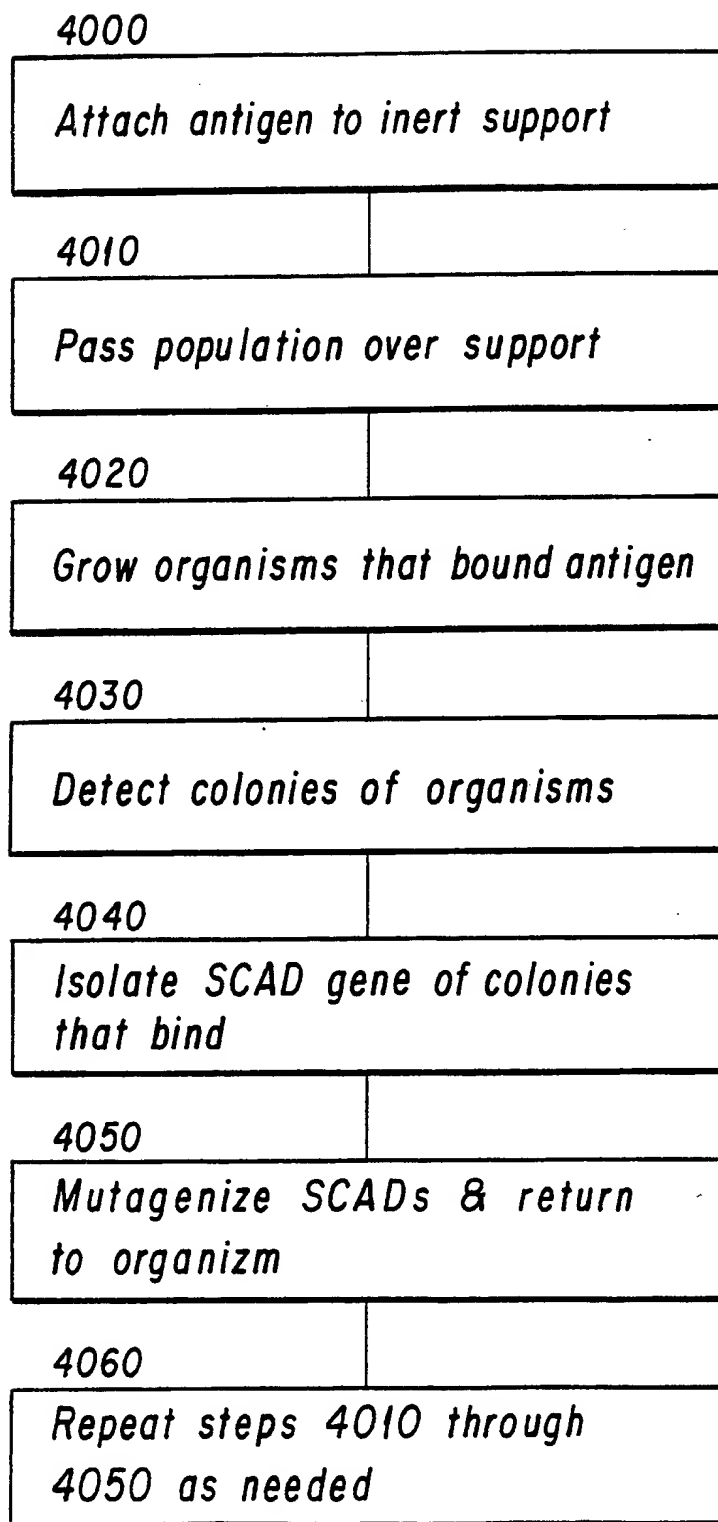 4000
Attach antigen to inert support
4010
Pass population over support
4020
Grow organisms that bound antigen
4030
Detect colonies of organisms
4040
Isolate SCAD gene of colonies
that bind
4050
Mutagenize SCADs & return
to organizm
4060
Repeat steps 4010 through
4050 as needed